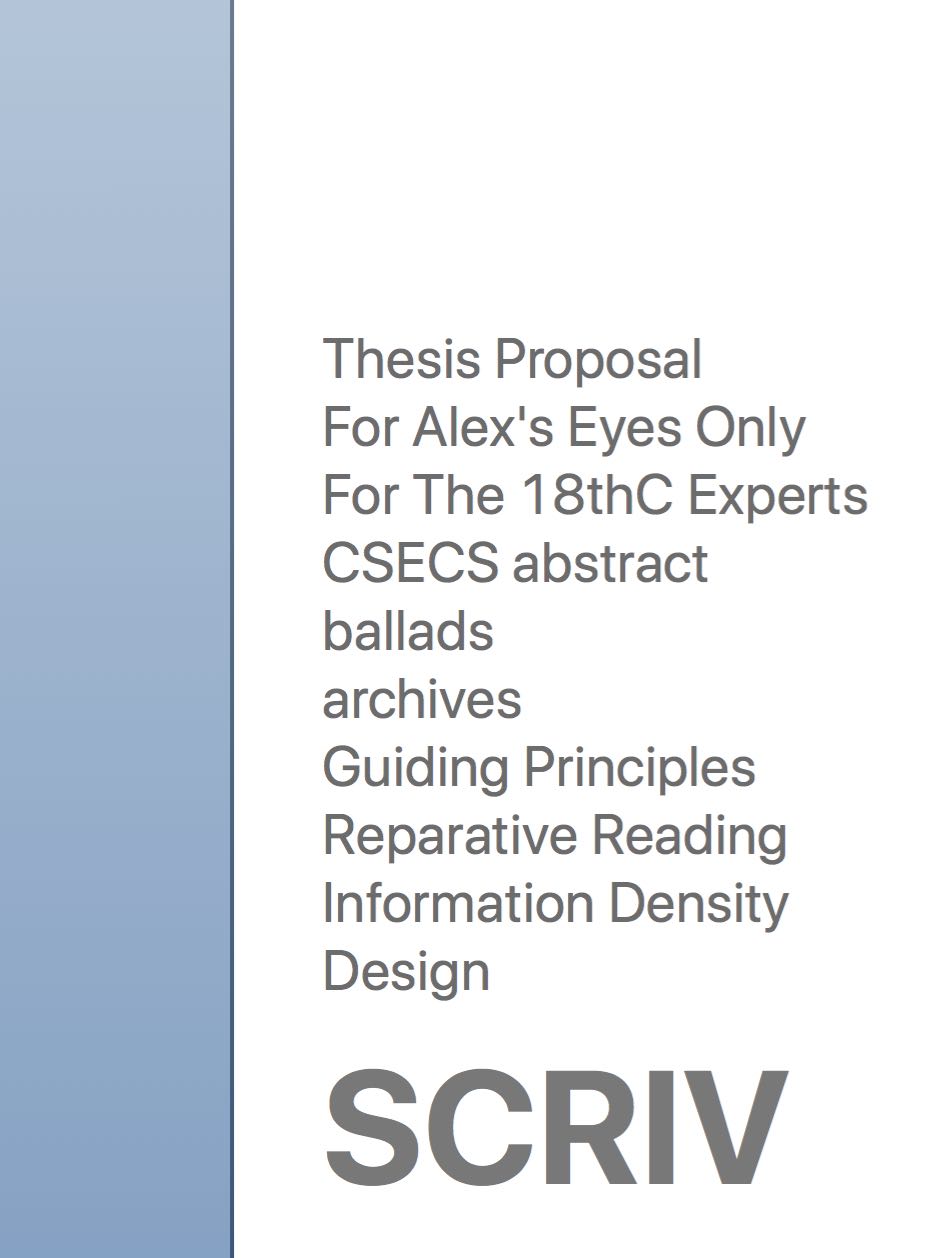 Thesis Proposal
For Alex's Eyes Only
For The 18thC Experts
CSECS abstract
ballads
archives
Guiding Principles
Reparative Reading
Information Density
Design
SCRIV